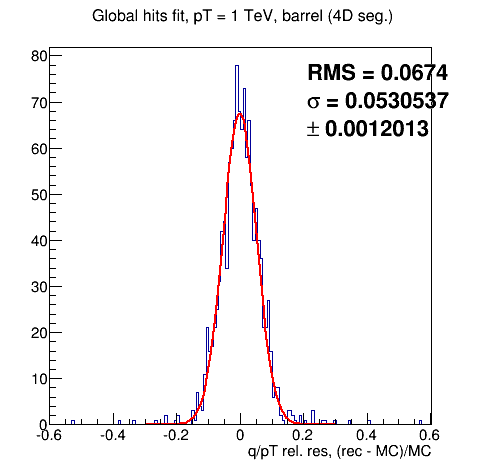 Global hits fit, pT = 1 TeV, barrel (4D seg.)
RMS = 0.0674
σ = 0.0530537
± 0.0012013
80
70
60
50
40
30
20
10
0
-0.6 -0.4 -0.2 0 0.2 0.4 0.6
q/pT rel. res, (rec - MC)/MC